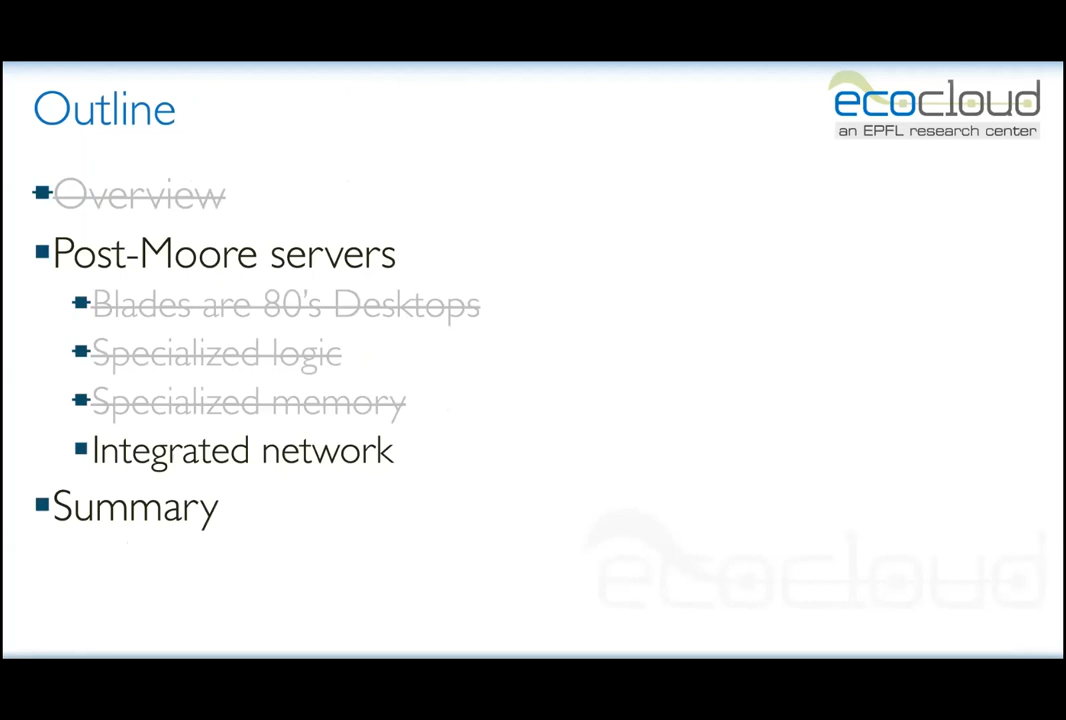 Outline
ecocloud
an EPFL research center
Overview
Post-Moore servers
Blades are 80's Desktops
Specialized logic
Specialized memory
Integrated network
Summary
ecocloud